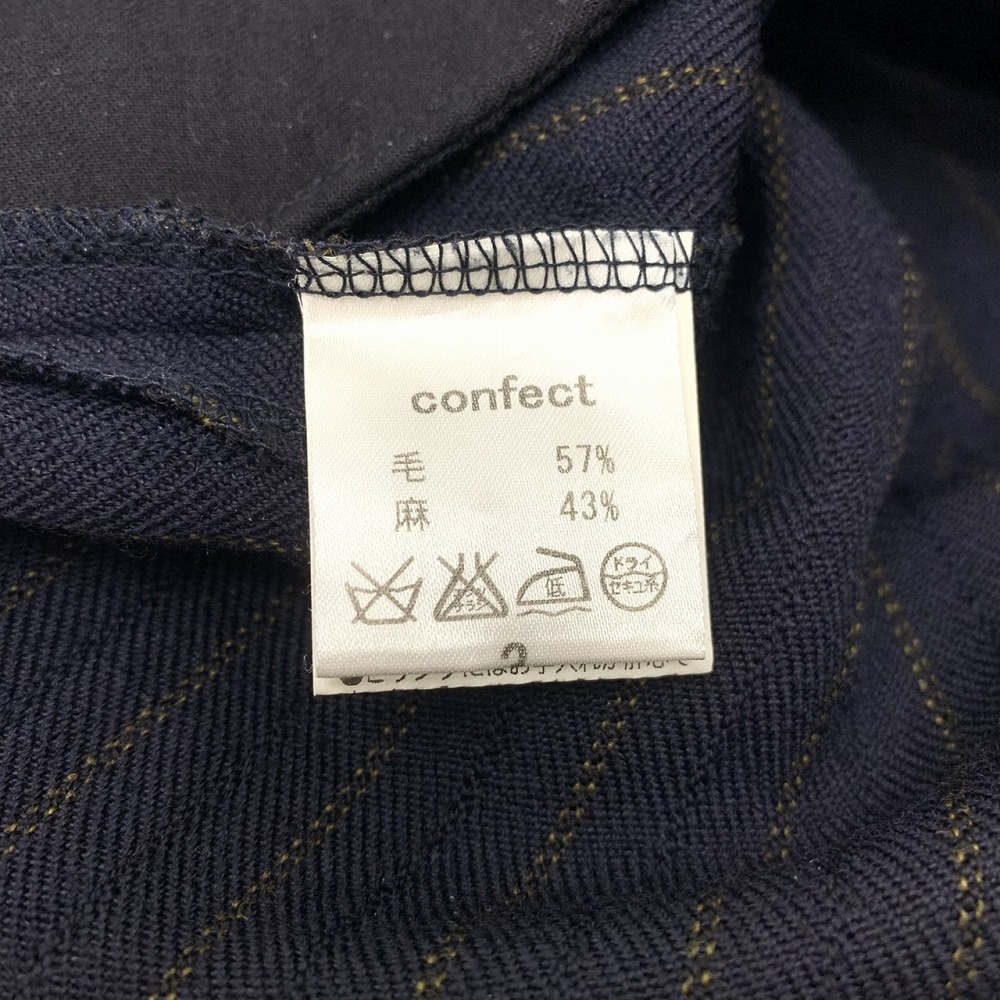 confect
毛 57%
麻 43%
低
ドライ
セキユ系